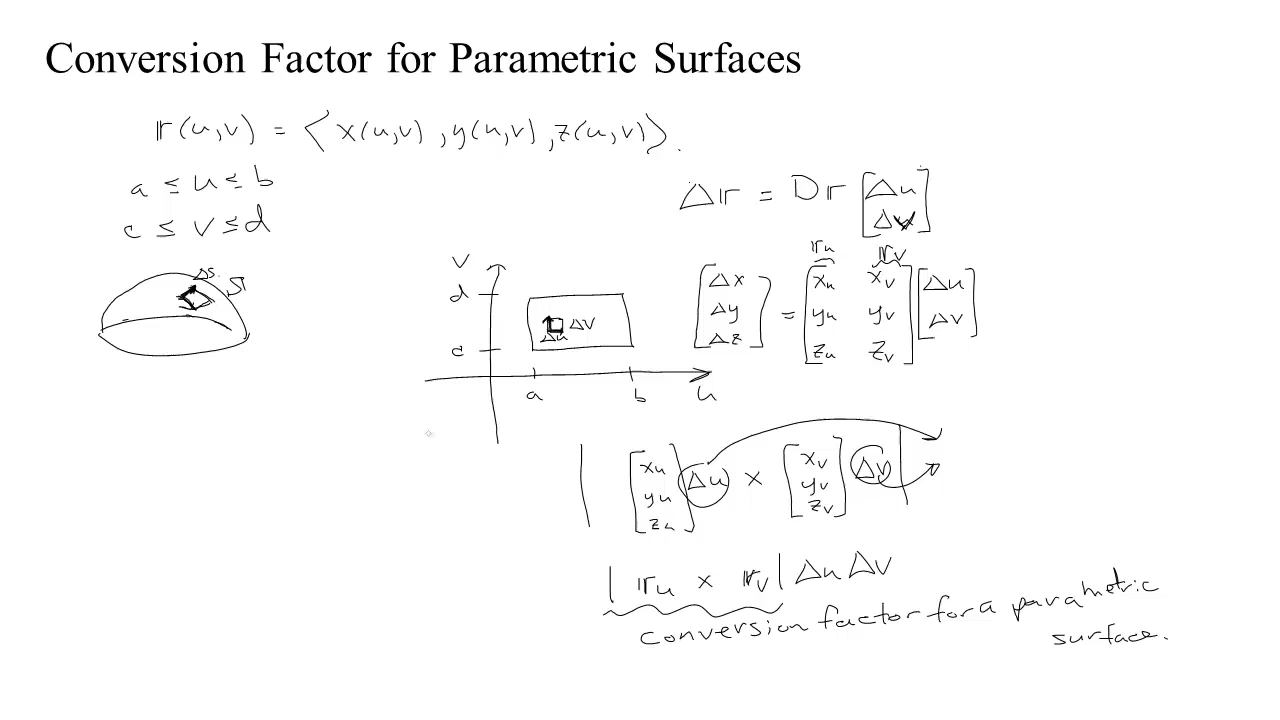 Conversion Factor for Parametric Surfaces
r(u,v) = ⟨ x(u,v) , y(u,v) , z(u,v) ⟩.
a ≤ u ≤ b
c ≤ v ≤ d
Δr = Dr [Δu
Δv]
r_u r_v
[Δx Δy Δz] = [x_u x_v
y_u y_v
z_u z_v] [Δu
Δv]
ΔS S
v
d
c
Δu Δv
a b u
| [x_u y_u z_u] Δu × [x_v y_v z_v] Δv |
| r_u × r_v | Δu Δv
conversion factor for a parametric
surface.